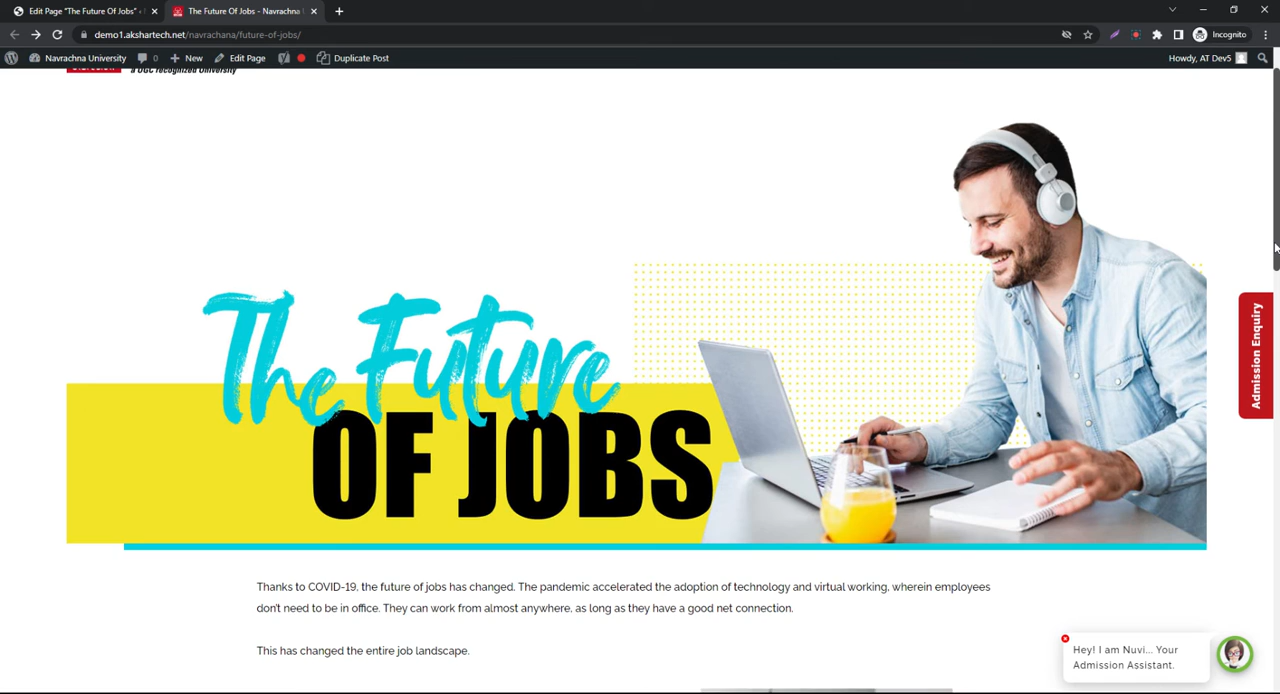 Edit Page "The Future Of Jobs" ‹
The Future Of Jobs - Navrachna
demo1.akshartech.net/navrachana/future-of-jobs/
Incognito
Navrachna University
0
New
Edit Page
Duplicate Post
Howdy, AT Dev5
a UGC recognized University
The Future
OF JOBS
Admission Enquiry
Thanks to COVID-19, the future of jobs has changed. The pandemic accelerated the adoption of technology and virtual working, wherein employees
don't need to be in office. They can work from almost anywhere, as long as they have a good net connection.
This has changed the entire job landscape.
Hey! I am Nuvi... Your
Admission Assistant.